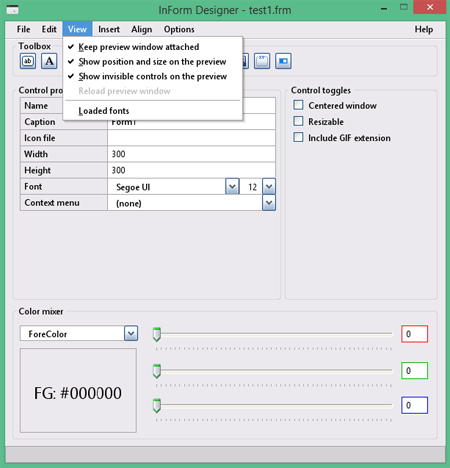 InForm Designer - test1.frm
File Edit View Insert Align Options Help
Toolbox
ab A
Keep preview window attached
Show position and size on the preview
Show invisible controls on the preview
Reload preview window
Loaded fonts
Control pro
Control toggles
Name
Centered window
Caption Form1
Resizable
Icon file
Include GIF extension
Width 300
Height 300
Font Segoe UI 12
Context menu (none)
Color mixer
ForeColor
0
FG: #000000
0
0